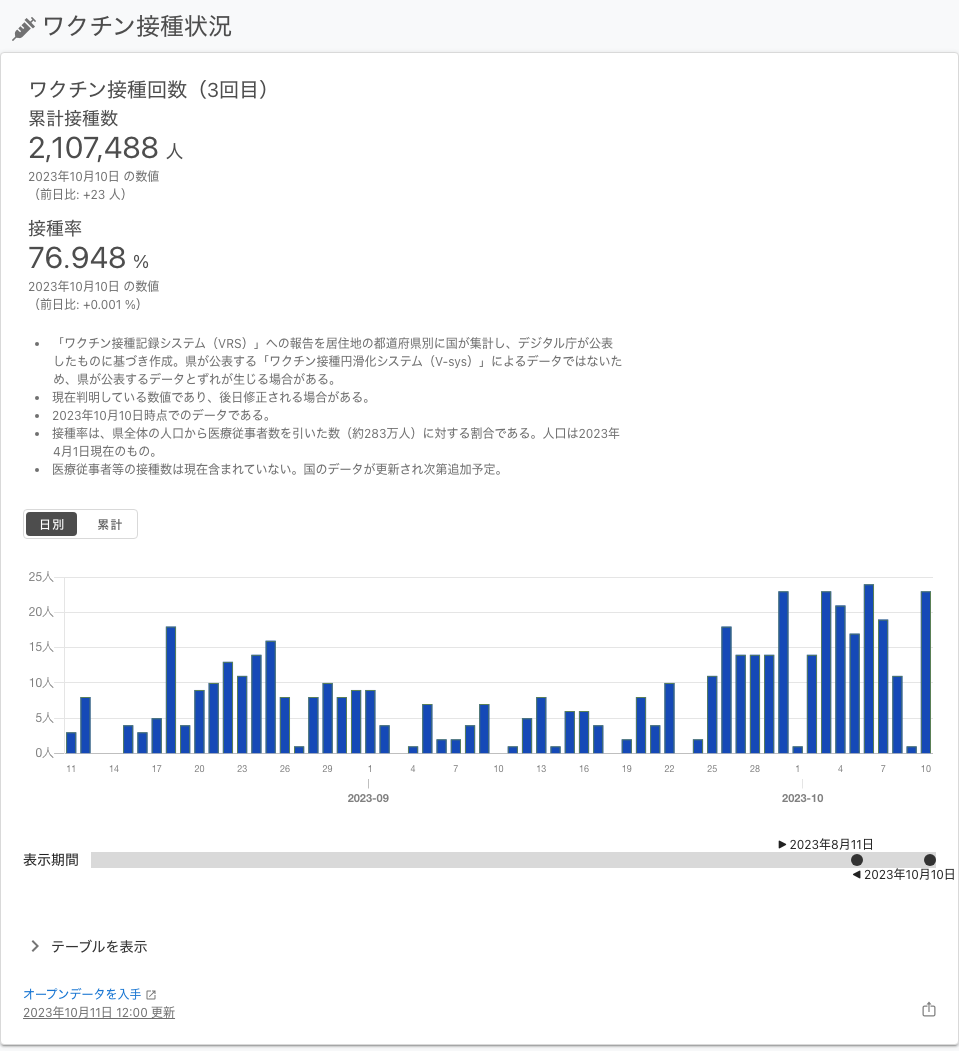 ワクチン接種状況
ワクチン接種回数（3回目）
累計接種数
2,107,488 人
2023年10月10日 の数値
（前日比: +23 人）
接種率
76.948 %
2023年10月10日 の数値
（前日比: +0.001 %）
• 「ワクチン接種記録システム（VRS）」への報告を居住地の都道府県別に国が集計し、デジタル庁が公表
したものに基づき作成。県が公表する「ワクチン接種円滑化システム（V-sys）」によるデータではないた
め、県が公表するデータとずれが生じる場合がある。
• 現在判明している数値であり、後日修正される場合がある。
• 2023年10月10日時点でのデータである。
• 接種率は、県全体の人口から医療従事者数を引いた数（約283万人）に対する割合である。人口は2023年
4月1日現在のもの。
• 医療従事者等の接種数は現在含まれていない。国のデータが更新され次第追加予定。
日別 累計
25人
20人
15人
10人
5人
0人
11 14 17 20 23 26 29 1 4 7 10 13 16 19 22 25 28 1 4 7 10
2023-09 2023-10
2023年8月11日
表示期間
2023年10月10日
テーブルを表示
オープンデータを入手
2023年10月11日 12:00 更新